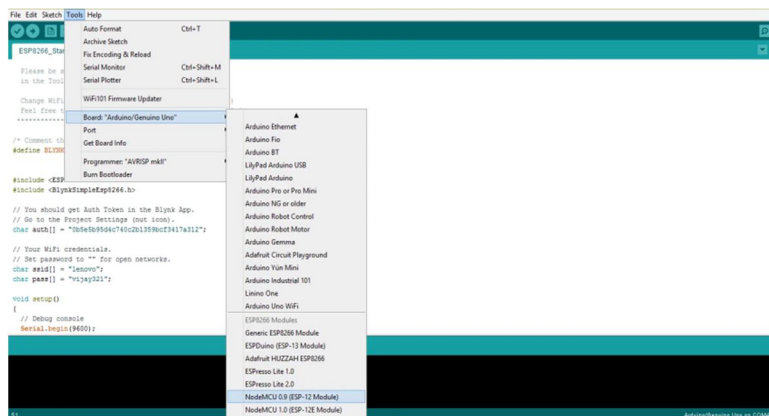 File Edit Sketch Tools Help
Auto Format Ctrl+T
Archive Sketch
Fix Encoding & Reload
Serial Monitor Ctrl+Shift+M
Serial Plotter Ctrl+Shift+L
WiFi101 Firmware Updater
Board: "Arduino/Genuino Uno"
Port
Get Board Info
Programmer: "AVRISP mkII"
Burn Bootloader
Arduino Ethernet
Arduino Fio
Arduino BT
LilyPad Arduino USB
LilyPad Arduino
Arduino Pro or Pro Mini
Arduino NG or older
Arduino Robot Control
Arduino Robot Motor
Arduino Gemma
Adafruit Circuit Playground
Arduino Yún Mini
Arduino Industrial 101
Linino One
Arduino Uno WiFi
ESP8266 Modules
Generic ESP8266 Module
ESPDuino (ESP-13 Module)
Adafruit HUZZAH ESP8266
ESPresso Lite 1.0
ESPresso Lite 2.0
NodeMCU 0.9 (ESP-12 Module)
NodeMCU 1.0 (ESP-12E Module)
ESP8266_Star
Please be s
in the Tool
Change WiFi
Feel free t
/* Comment th
#define BLYNK
#include <ESP
#include <BlynkSimpleEsp8266.h>
// You should get Auth Token in the Blynk App.
// Go to the Project Settings (nut icon).
char auth[] = "0b5e5b95d4c740c2b1359bcf3417a312";
// Your WiFi credentials.
// Set password to "" for open networks.
char ssid[] = "lenovo";
char pass[] = "vijay321";
void setup()
{
// Debug console
Serial.begin(9600);
51